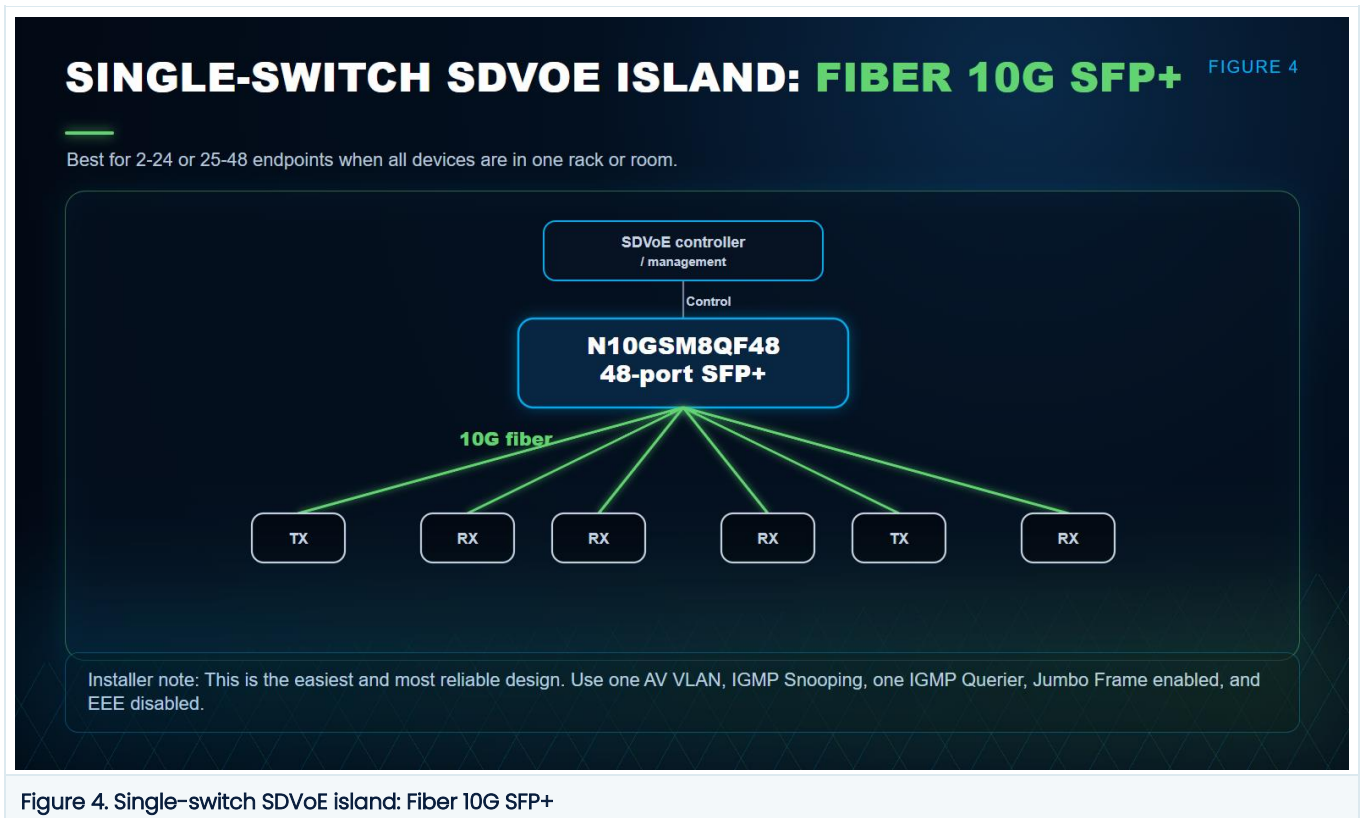 SINGLE-SWITCH SDVOE ISLAND: FIBER 10G SFP+
FIGURE 4
Best for 2-24 or 25-48 endpoints when all devices are in one rack or room.
SDVoE controller
/ management
Control
N10GSM8QF48
48-port SFP+
10G fiber
TX
RX
RX
RX
TX
RX
Installer note: This is the easiest and most reliable design. Use one AV VLAN, IGMP Snooping, one IGMP Querier, Jumbo Frame enabled, and
EEE disabled.
Figure 4. Single-switch SDVoE island: Fiber 10G SFP+